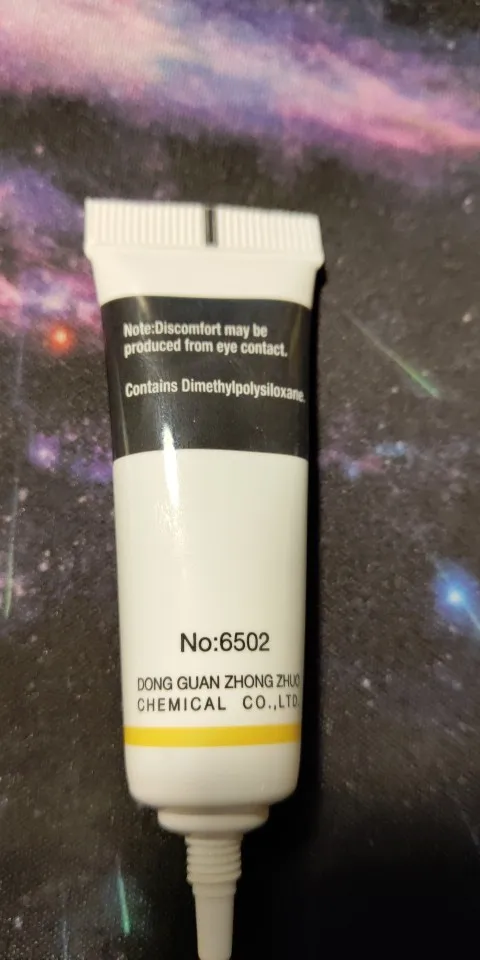 Note:Discomfort may be
produced from eye contact.
Contains Dimethylpolysiloxane.
No:6502
DONG GUAN ZHONG ZHUO
CHEMICAL CO.,LTD.